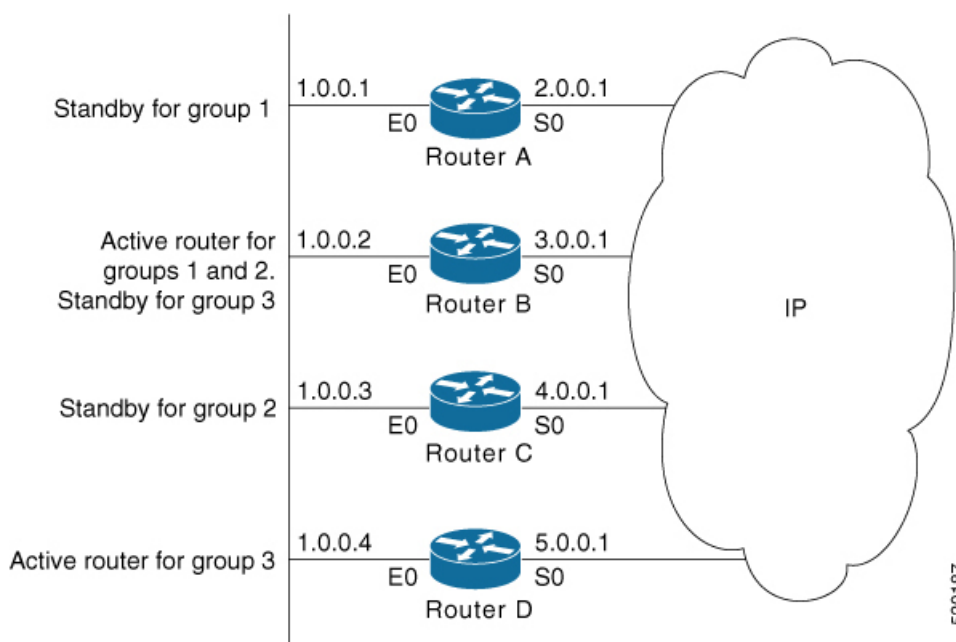 Standby for group 1
1.0.0.1
2.0.0.1
E0
S0
Router A
Active router for
groups 1 and 2.
Standby for group 3
1.0.0.2
3.0.0.1
E0
S0
Router B
IP
Standby for group 2
1.0.0.3
4.0.0.1
E0
S0
Router C
Active router for group 3
1.0.0.4
5.0.0.1
E0
S0
Router D